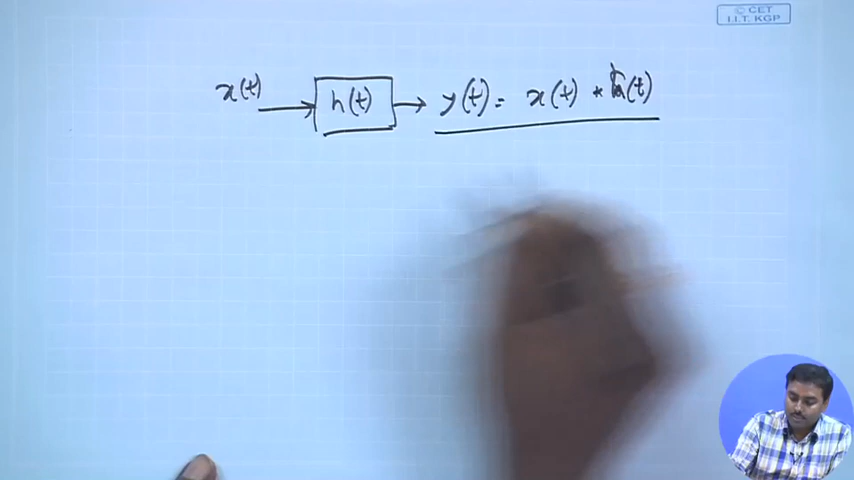 © CET
I.I.T. KGP
x(t) → h(t) → y(t) = x(t) * h(t)